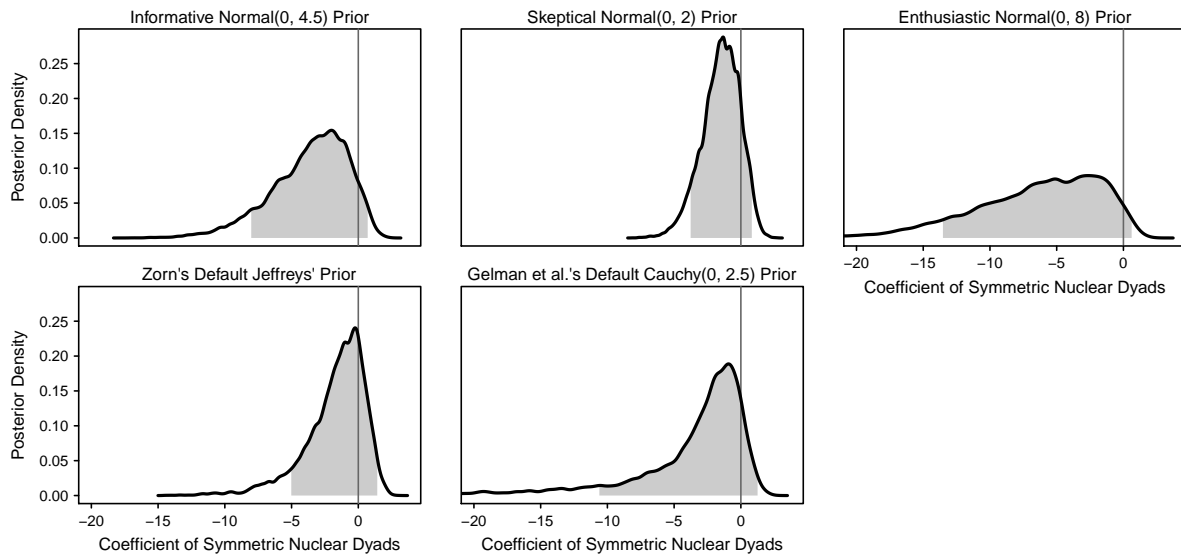 Informative Normal(0, 4.5) Prior
Skeptical Normal(0, 2) Prior
Enthusiastic Normal(0, 8) Prior
Posterior Density
0.25
0.20
0.15
0.10
0.05
0.00
−20 −15 −10 −5 0
Coefficient of Symmetric Nuclear Dyads
Zorn's Default Jeffreys' Prior
Gelman et al.'s Default Cauchy(0, 2.5) Prior
Posterior Density
0.25
0.20
0.15
0.10
0.05
0.00
−20 −15 −10 −5 0
−20 −15 −10 −5 0
Coefficient of Symmetric Nuclear Dyads
Coefficient of Symmetric Nuclear Dyads